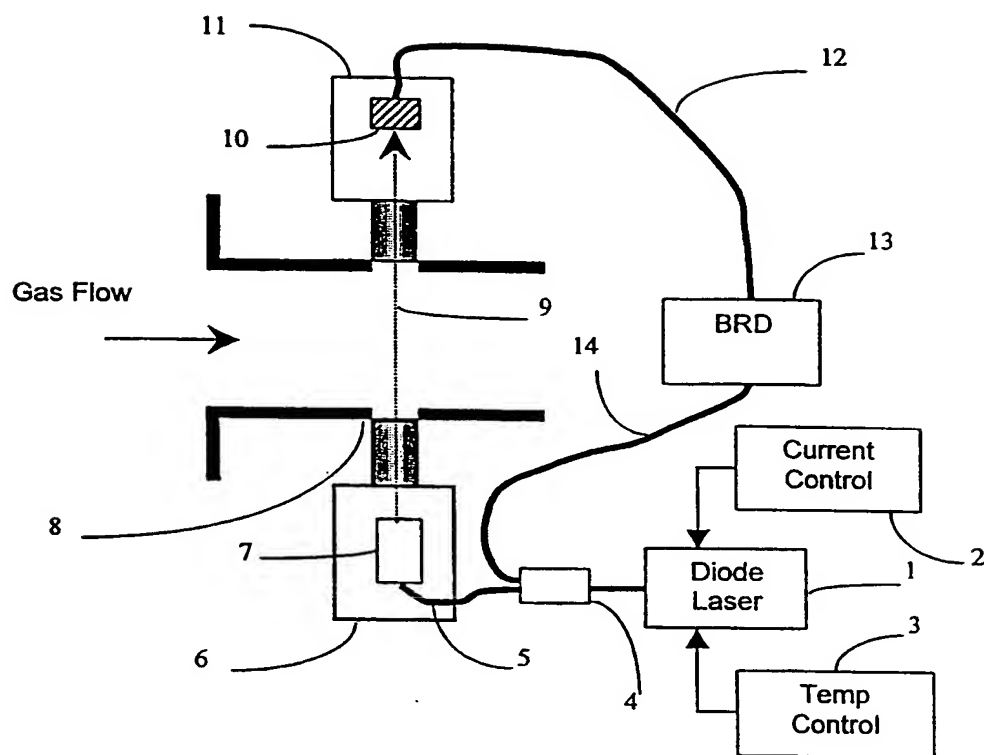 11
12
10
13
Gas Flow
9
BRD
14
Current
Control
8
7
2
Diode
Laser
1
6
5
4
3
Temp
Control